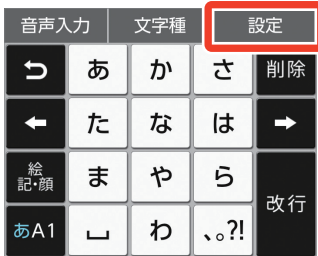 音声入力 文字種 設定
あ か さ 削除
た な は
絵
記・顔 ま や ら
改行
あA1 わ 、。?!